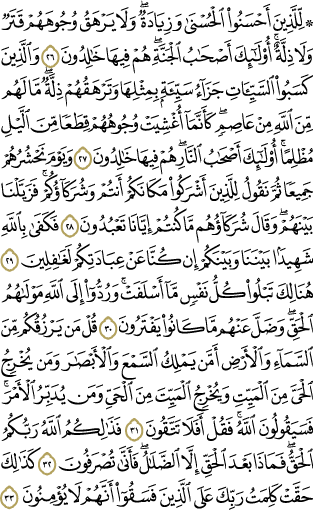 ۞ لِّلَّذِينَ أَحْسَنُوا۟ ٱلْحُسْنَىٰ وَزِيَادَةٌ ۖ وَلَا يَرْهَقُ وُجُوهَهُمْ قَتَرٌ
وَلَا ذِلَّةٌ ۚ أُو۟لَـٰٓئِكَ أَصْحَـٰبُ ٱلْجَنَّةِ ۖ هُمْ فِيهَا خَـٰلِدُونَ ٢٦ وَٱلَّذِينَ
كَسَبُوا۟ ٱلسَّيِّـَٔاتِ جَزَآءُ سَيِّئَةٍۭ بِمِثْلِهَا وَتَرْهَقُهُمْ ذِلَّةٌ ۖ مَّا لَهُم
مِّنَ ٱللَّهِ مِنْ عَاصِمٍ ۖ كَأَنَّمَآ أُغْشِيَتْ وُجُوهُهُمْ قِطَعًا مِّنَ ٱلَّيْلِ
مُظْلِمًا ۚ أُو۟لَـٰٓئِكَ أَصْحَـٰبُ ٱلنَّارِ ۖ هُمْ فِيهَا خَـٰلِدُونَ ٢٧ وَيَوْمَ نَحْشُرُهُمْ
جَمِيعًا ثُمَّ نَقُولُ لِلَّذِينَ أَشْرَكُوا۟ مَكَانَكُمْ أَنتُمْ وَشُرَكَآؤُكُمْ ۚ فَزَيَّلْنَا
بَيْنَهُمْ ۖ وَقَالَ شُرَكَآؤُهُم مَّا كُنتُمْ إِيَّانَا تَعْبُدُونَ ٢٨ فَكَفَىٰ بِٱللَّهِ
شَهِيدًۢا بَيْنَنَا وَبَيْنَكُمْ إِن كُنَّا عَنْ عِبَادَتِكُمْ لَغَـٰفِلِينَ ٢٩
هُنَالِكَ تَبْلُوا۟ كُلُّ نَفْسٍ مَّآ أَسْلَفَتْ ۚ وَرُدُّوٓا۟ إِلَى ٱللَّهِ مَوْلَىٰهُمُ
ٱلْحَقِّ ۖ وَضَلَّ عَنْهُم مَّا كَانُوا۟ يَفْتَرُونَ ٣٠ قُلْ مَن يَرْزُقُكُم مِّنَ
ٱلسَّمَآءِ وَٱلْأَرْضِ أَمَّن يَمْلِكُ ٱلسَّمْعَ وَٱلْأَبْصَـٰرَ وَمَن يُخْرِجُ
ٱلْحَىَّ مِنَ ٱلْمَيِّتِ وَيُخْرِجُ ٱلْمَيِّتَ مِنَ ٱلْحَىِّ وَمَن يُدَبِّرُ ٱلْأَمْرَ ۚ
فَسَيَقُولُونَ ٱللَّهُ ۚ فَقُلْ أَفَلَا تَتَّقُونَ ٣١ فَذَٰلِكُمُ ٱللَّهُ رَبُّكُمُ
ٱلْحَقُّ ۖ فَمَاذَا بَعْدَ ٱلْحَقِّ إِلَّا ٱلضَّلَـٰلُ ۖ فَأَنَّىٰ تُصْرَفُونَ ٣٢ كَذَٰلِكَ
حَقَّتْ كَلِمَتُ رَبِّكَ عَلَى ٱلَّذِينَ فَسَقُوٓا۟ أَنَّهُمْ لَا يُؤْمِنُونَ ٣٣